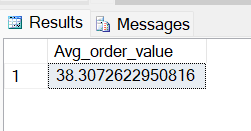 Results Messages
Avg_order_value
1 38.3072622950816